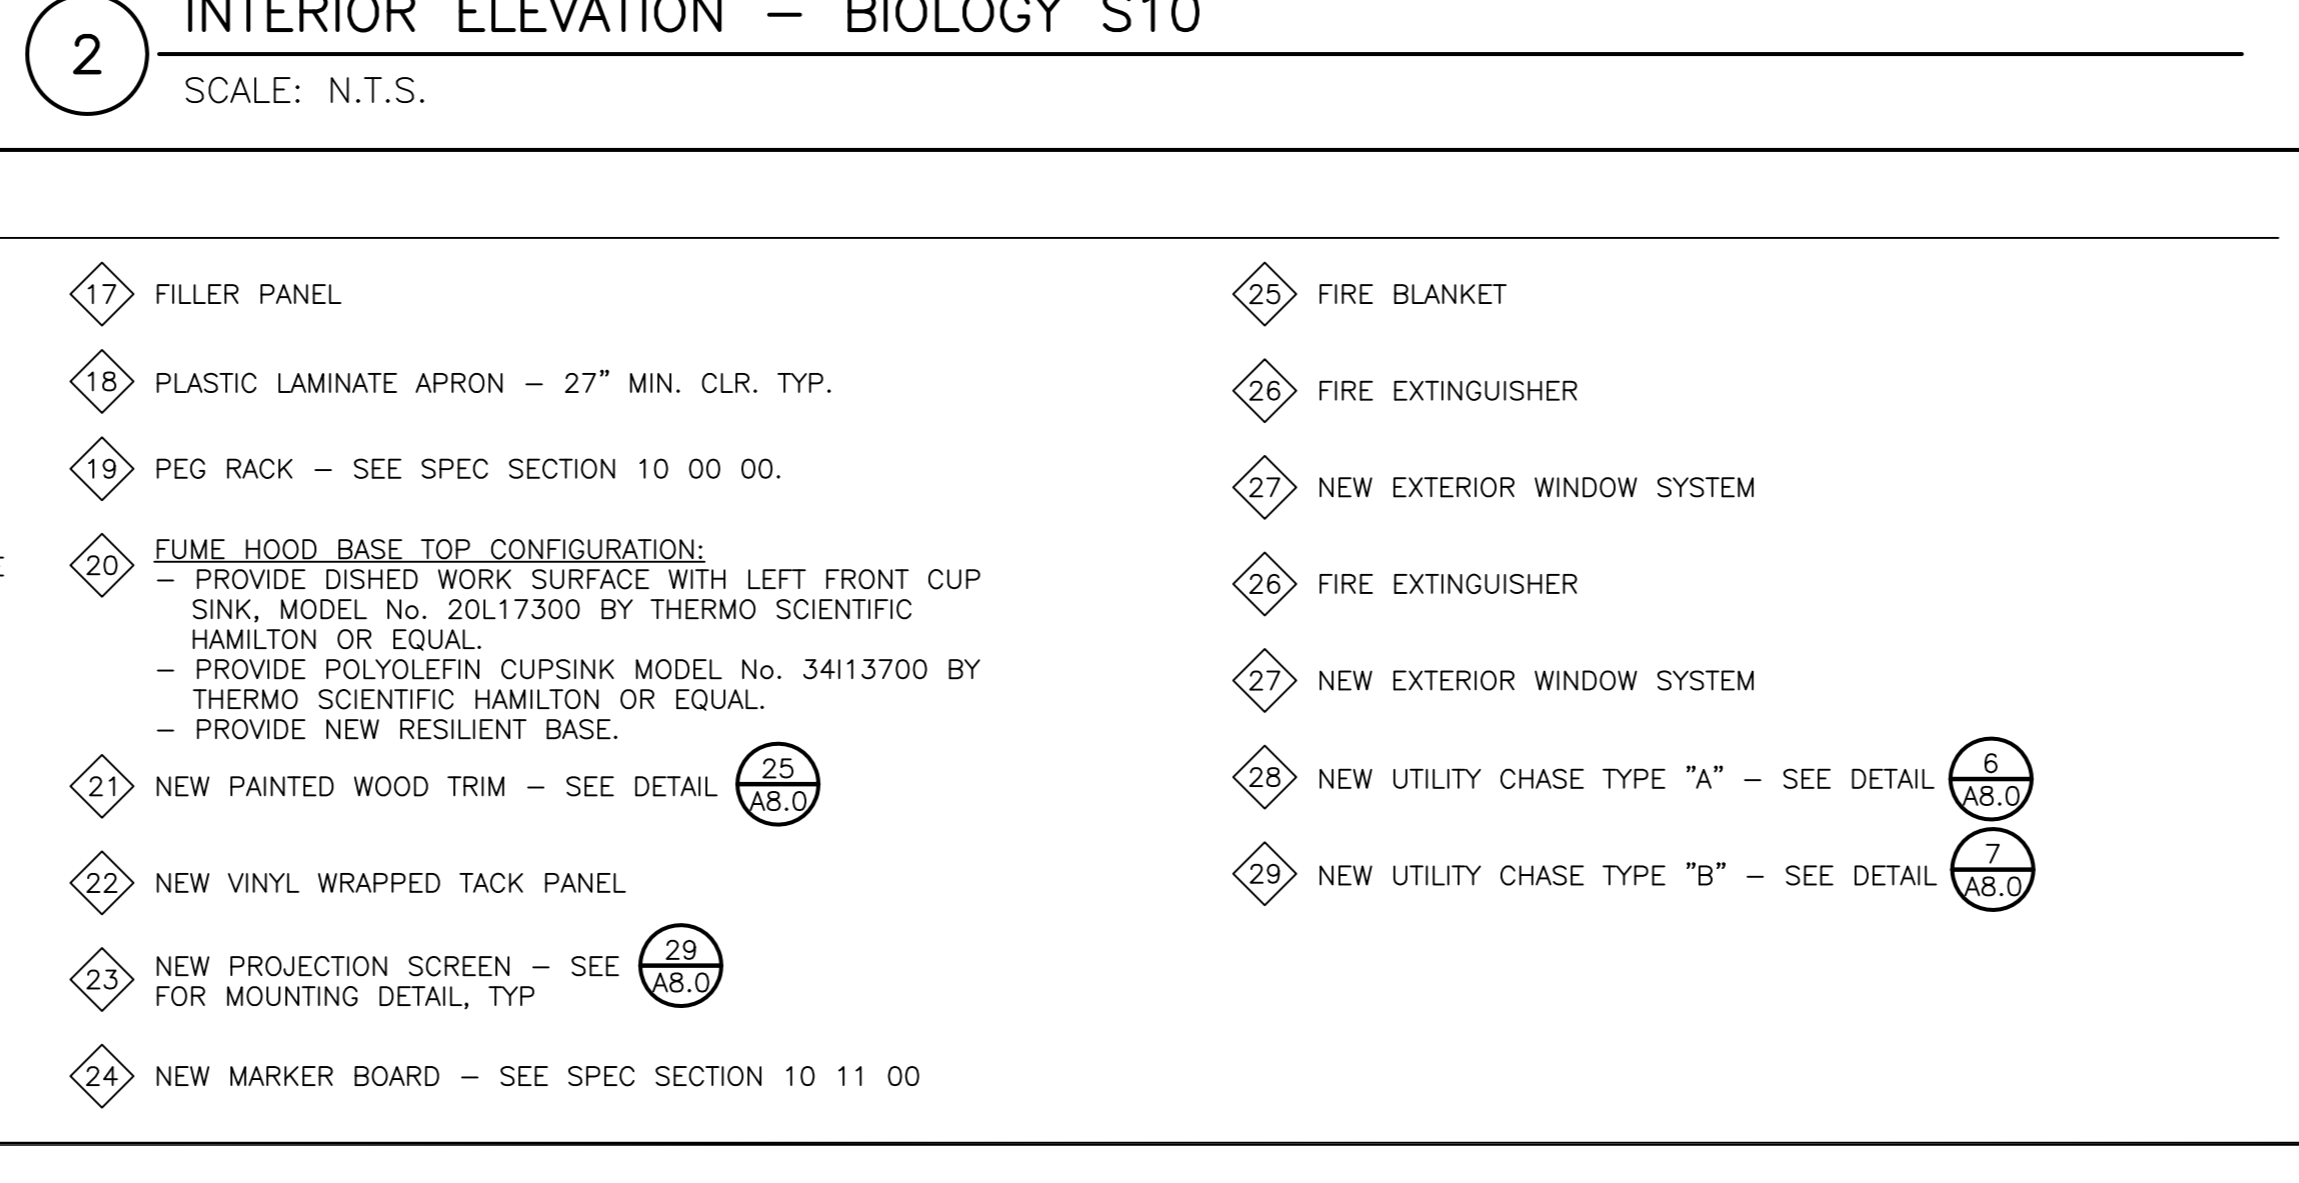 2
INTERIOR ELEVATION – BIOLOGY S10
SCALE: N.T.S.
17 FILLER PANEL
18 PLASTIC LAMINATE APRON – 27” MIN. CLR. TYP.
19 PEG RACK – SEE SPEC SECTION 10 00 00.
20 FUME HOOD BASE TOP CONFIGURATION:
– PROVIDE DISHED WORK SURFACE WITH LEFT FRONT CUP
SINK, MODEL No. 20L17300 BY THERMO SCIENTIFIC
HAMILTON OR EQUAL.
– PROVIDE POLYOLEFIN CUPSINK MODEL No. 34I13700 BY
THERMO SCIENTIFIC HAMILTON OR EQUAL.
– PROVIDE NEW RESILIENT BASE.
21 NEW PAINTED WOOD TRIM – SEE DETAIL 25
A8.0
22 NEW VINYL WRAPPED TACK PANEL
23 NEW PROJECTION SCREEN – SEE 29
A8.0
FOR MOUNTING DETAIL, TYP
24 NEW MARKER BOARD – SEE SPEC SECTION 10 11 00
25 FIRE BLANKET
26 FIRE EXTINGUISHER
27 NEW EXTERIOR WINDOW SYSTEM
26 FIRE EXTINGUISHER
27 NEW EXTERIOR WINDOW SYSTEM
28 NEW UTILITY CHASE TYPE ”A” – SEE DETAIL 6
A8.0
29 NEW UTILITY CHASE TYPE ”B” – SEE DETAIL 7
A8.0